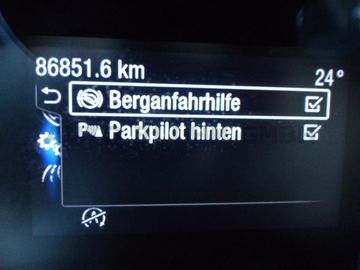 86851.6 km 24°
Berganfahrhilfe
P Parkpilot hinten